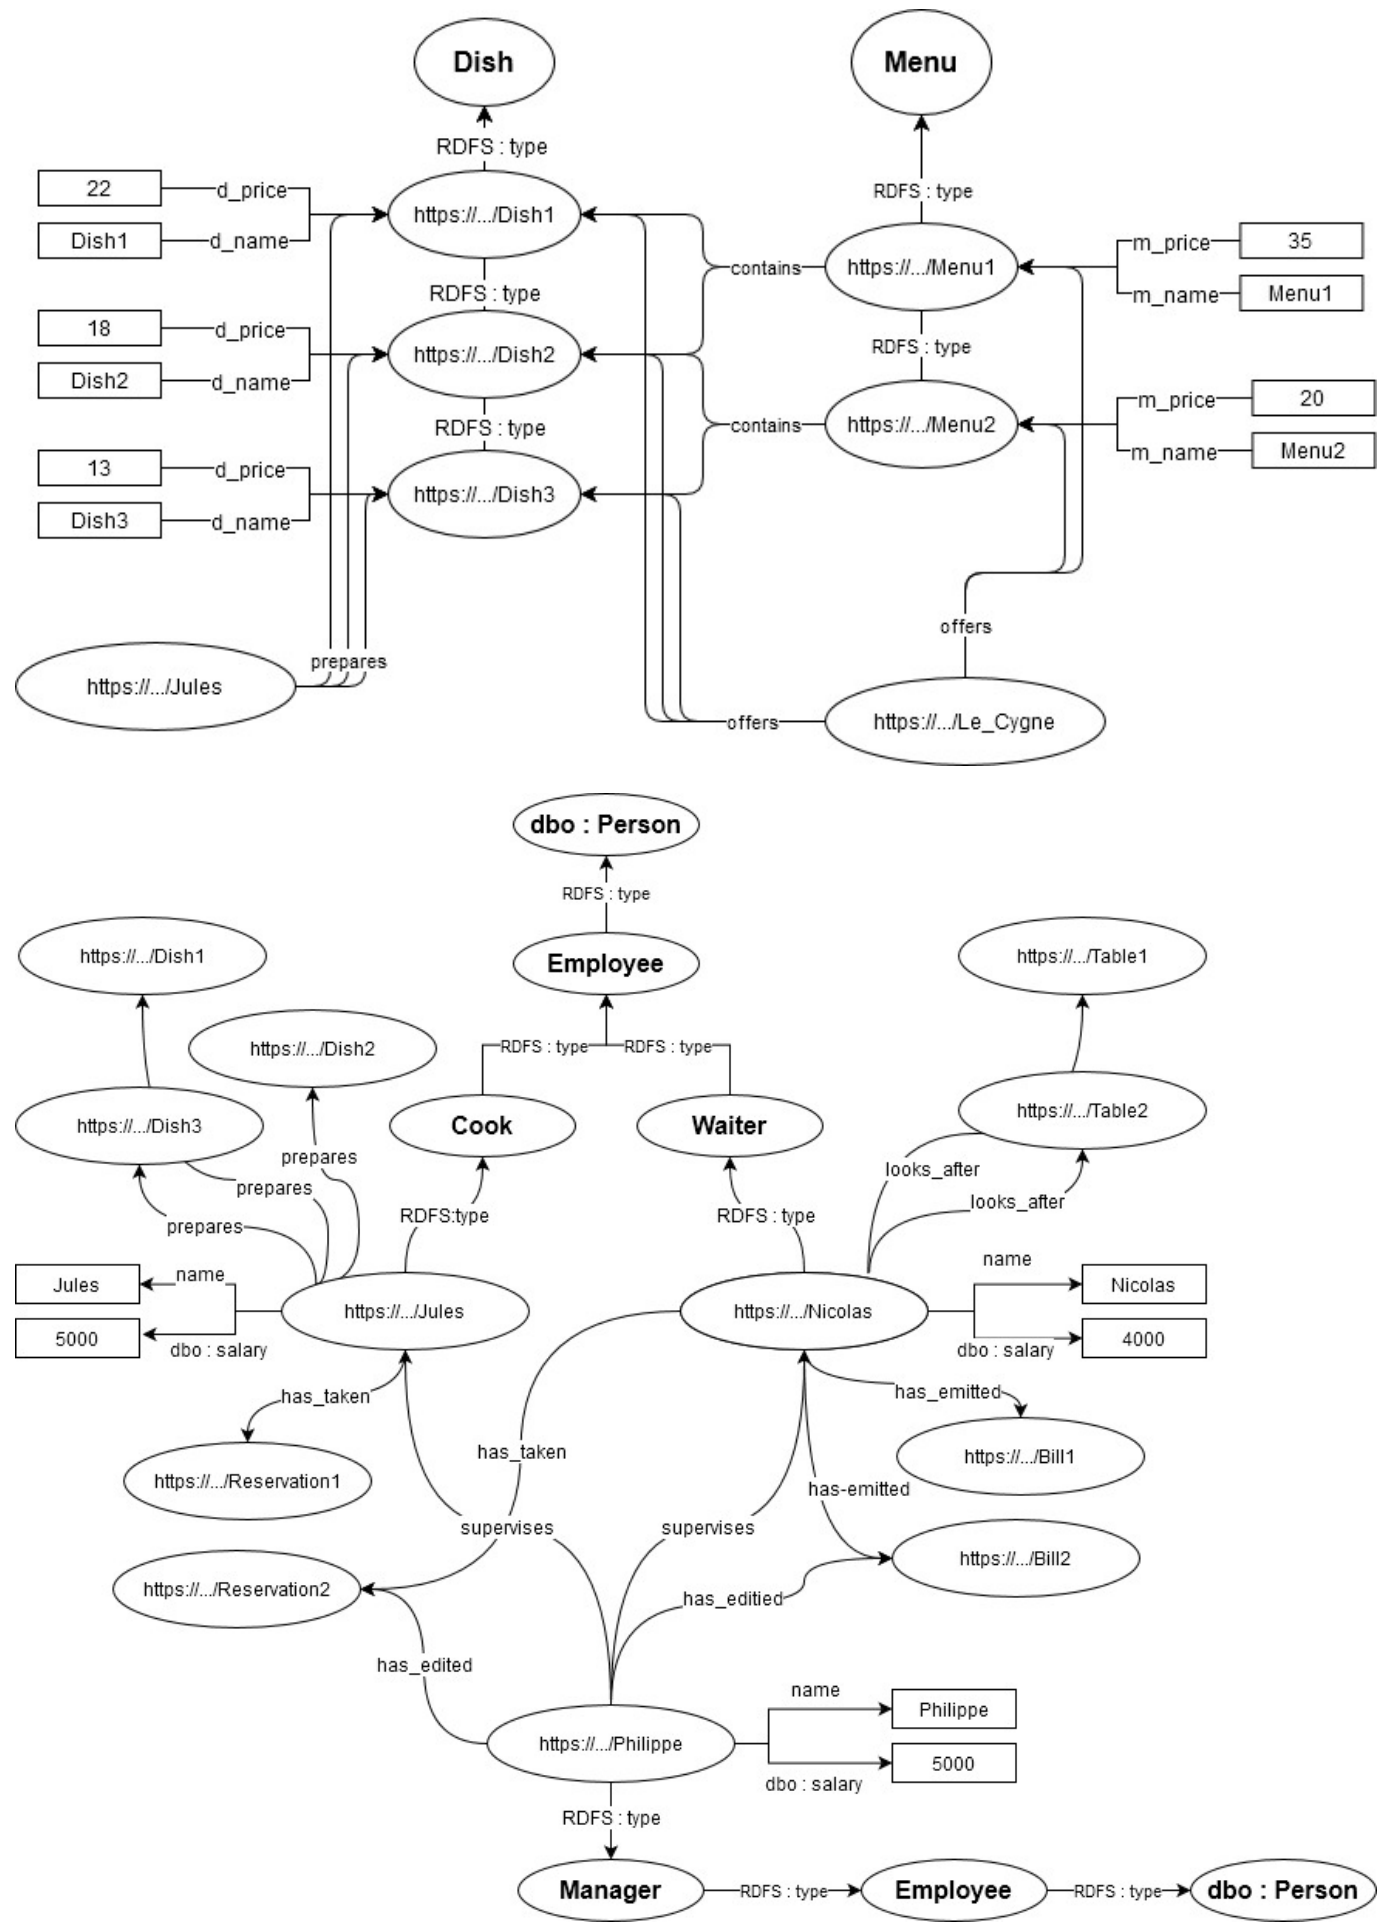 Dish
Menu
RDFS : type
RDFS : type
22
d_price
https://.../Dish1
Dish1
d_name
m_price
35
contains
https://.../Menu1
RDFS : type
m_name
Menu1
18
d_price
RDFS : type
https://.../Dish2
Dish2
d_name
m_price
20
contains
https://.../Menu2
RDFS : type
m_name
Menu2
13
d_price
https://.../Dish3
Dish3
d_name
offers
prepares
https://.../Jules
offers
https://.../Le_Cygne
dbo : Person
RDFS : type
https://.../Dish1
Employee
https://.../Table1
https://.../Dish2
RDFS : type
RDFS : type
https://.../Dish3
Cook
Waiter
https://.../Table2
prepares
looks_after
prepares
looks_after
prepares
RDFS:type
RDFS : type
name
name
Jules
https://.../Jules
https://.../Nicolas
Nicolas
5000
dbo : salary
dbo : salary
4000
has_taken
has_emitted
has_taken
https://.../Bill1
https://.../Reservation1
has-emitted
supervises
supervises
https://.../Bill2
https://.../Reservation2
has_editied
has_edited
name
Philippe
https://.../Philippe
5000
dbo : salary
RDFS : type
Manager
RDFS : type
Employee
RDFS : type
dbo : Person